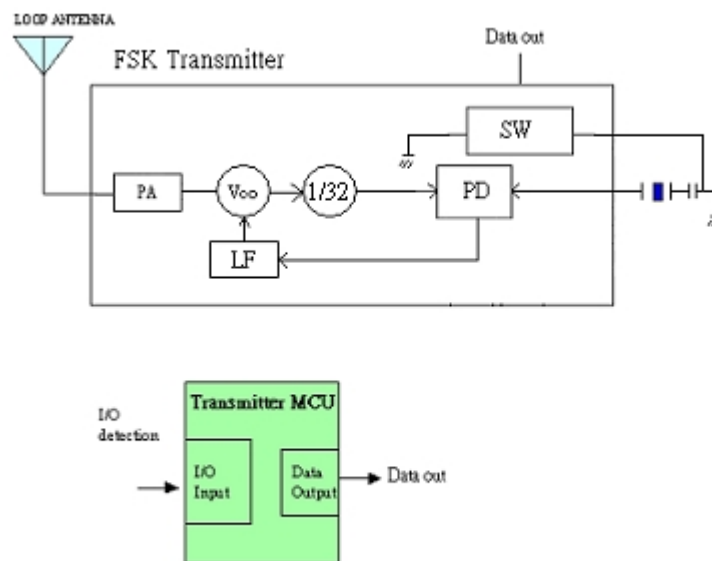 LOOP ANTENNA
Data out
FSK Transmitter
SW
PA
Vco
1/32
PD
LF
Transmitter MCU
I/O
detection
I/O
Input
Data
Output
Data out